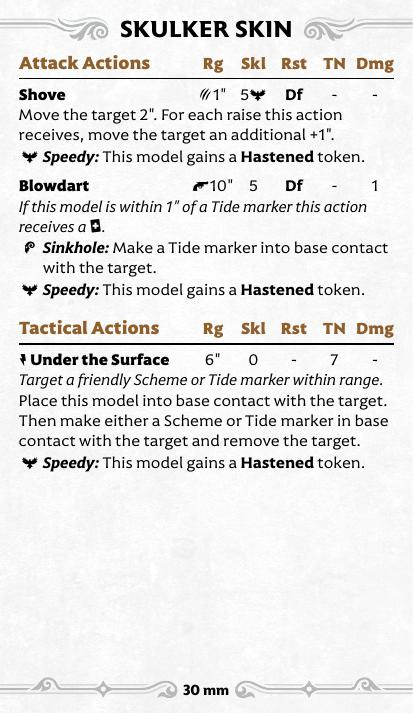 SKULKER SKIN
Attack Actions Rg Skl Rst TN Dmg
Shove 1" 5 Df - -
Move the target 2". For each raise this action
receives, move the target an additional +1".
Speedy: This model gains a Hastened token.
Blowdart 10" 5 Df - 1
If this model is within 1" of a Tide marker this action
receives a .
Sinkhole: Make a Tide marker into base contact
with the target.
Speedy: This model gains a Hastened token.
Tactical Actions Rg Skl Rst TN Dmg
Under the Surface 6" 0 - 7 -
Target a friendly Scheme or Tide marker within range.
Place this model into base contact with the target.
Then make either a Scheme or Tide marker in base
contact with the target and remove the target.
Speedy: This model gains a Hastened token.
30 mm